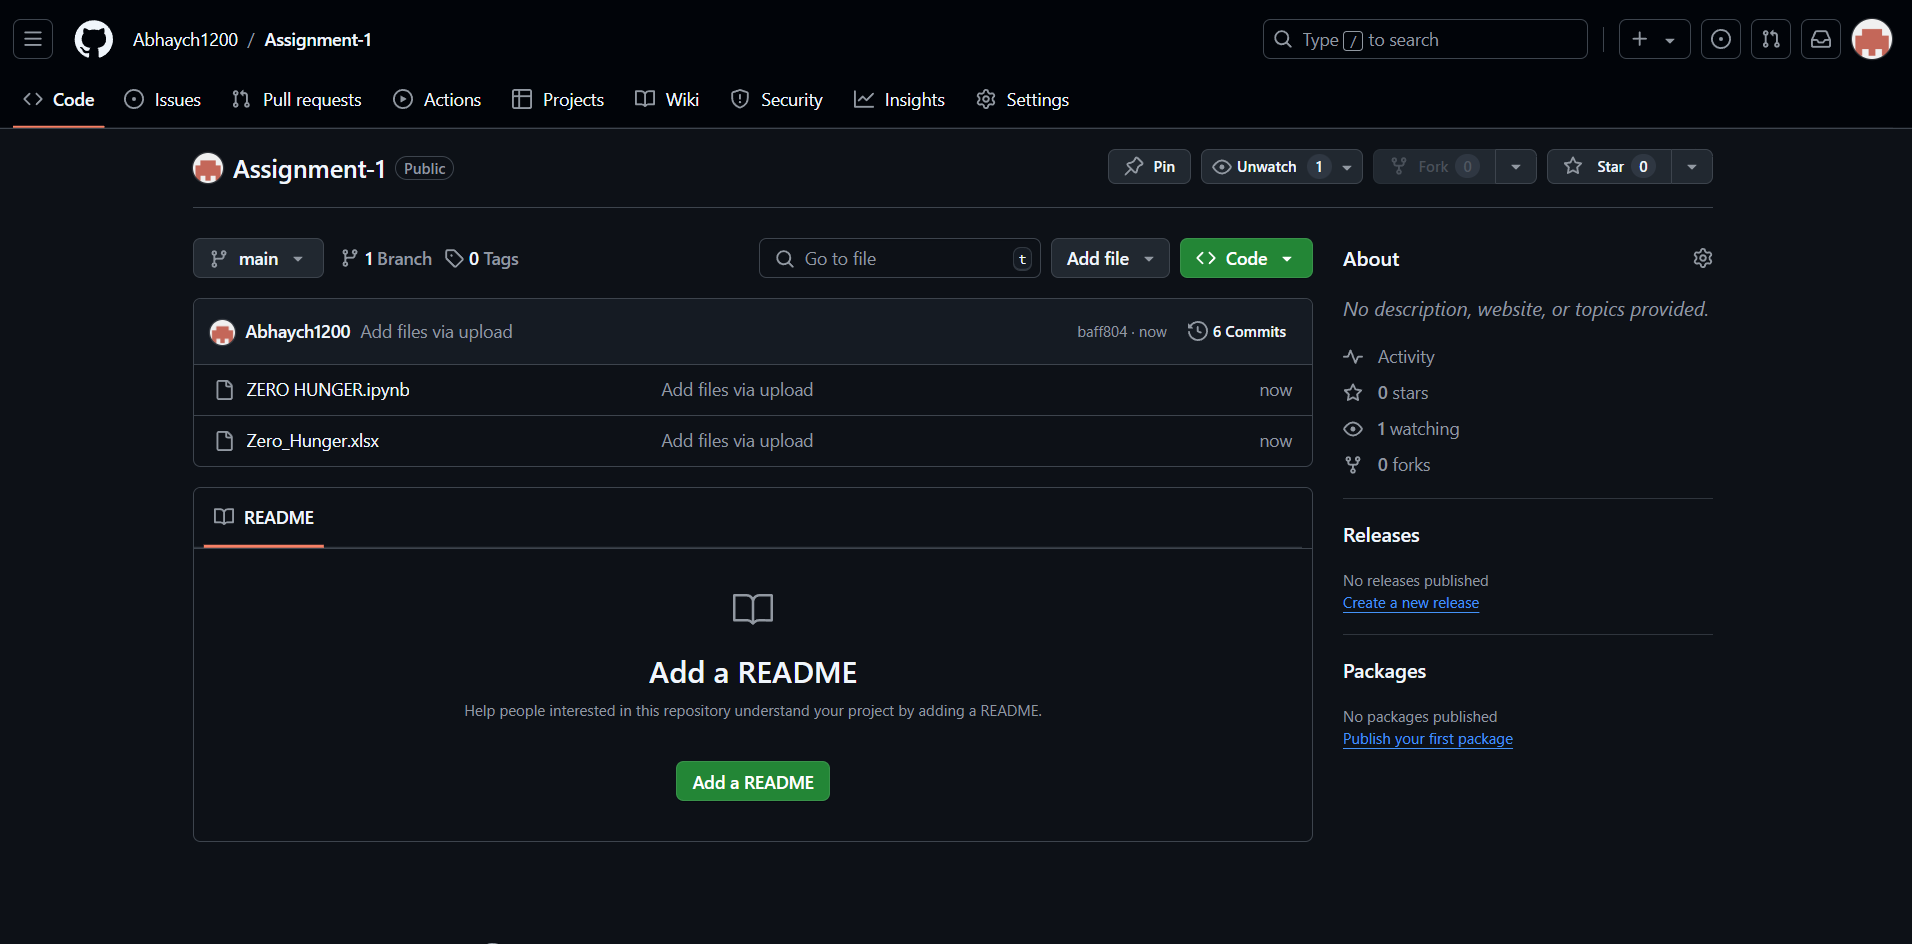 Abhaych1200 / Assignment-1
Type / to search
Code Issues Pull requests Actions Projects Wiki Security Insights Settings
Assignment-1 Public
Pin Unwatch 1 Fork 0 Star 0
main 1 Branch 0 Tags Go to file t Add file Code
Abhaych1200 Add files via upload baff804 · now 6 Commits
ZERO HUNGER.ipynb Add files via upload now
Zero_Hunger.xlsx Add files via upload now
README
Add a README
Help people interested in this repository understand your project by adding a README.
Add a README
About
No description, website, or topics provided.
Activity
0 stars
1 watching
0 forks
Releases
No releases published
Create a new release
Packages
No packages published
Publish your first package